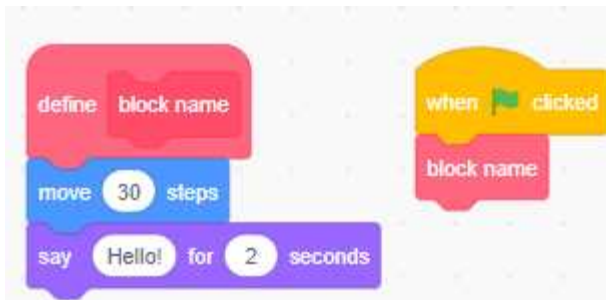 define block name
move 30 steps
say Hello! for 2 seconds
when clicked
block name